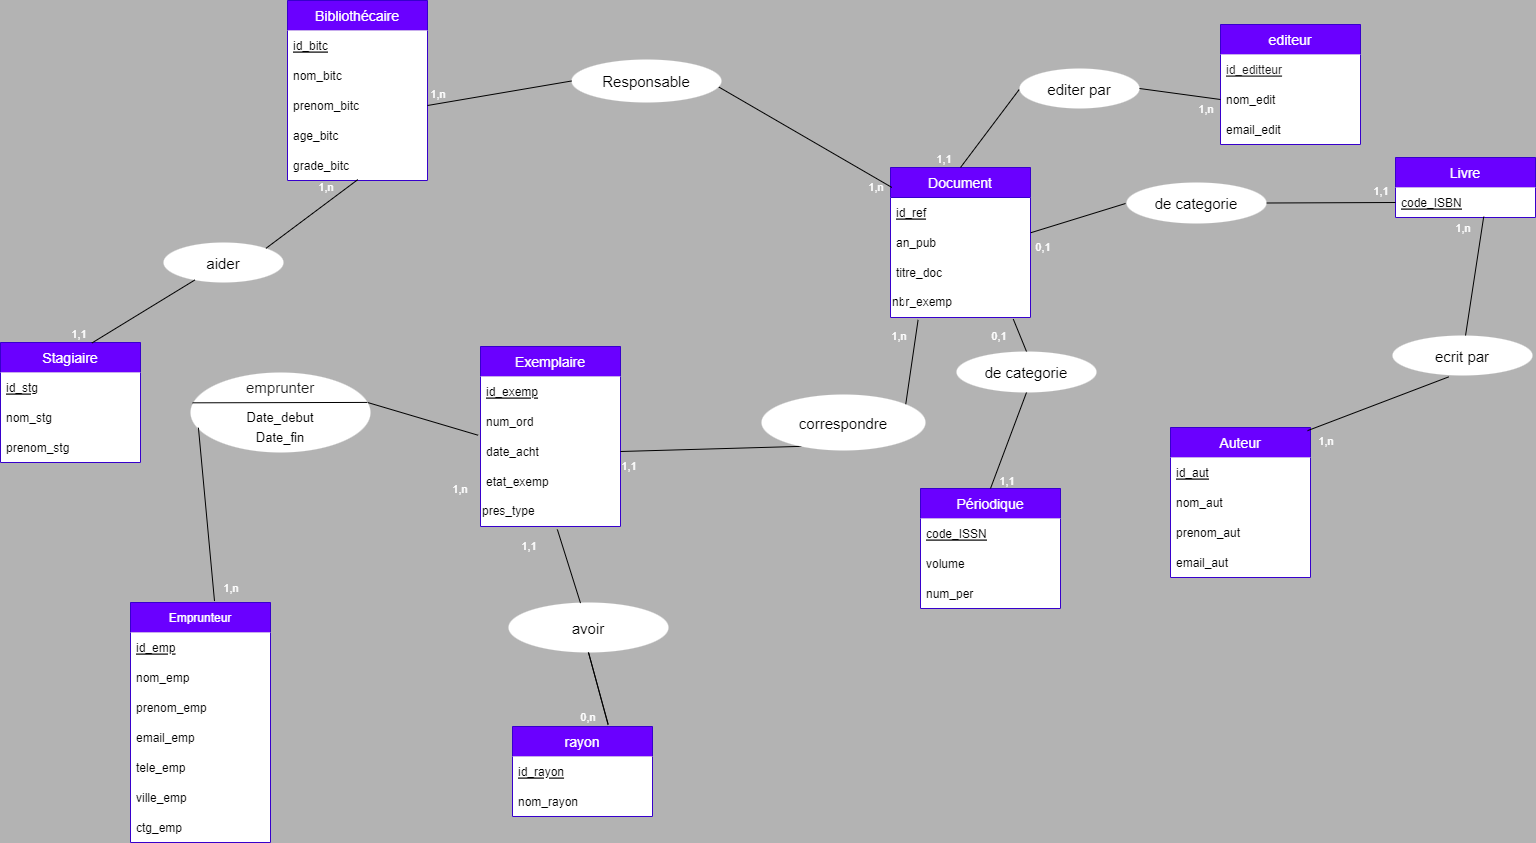 Bibliothécaire
id_bitc
nom_bitc
prenom_bitc
age_bitc
grade_bitc
1,n
1,n
Responsable
1,n
editer par
1,1
1,n
editeur
id_editteur
nom_edit
email_edit
Document
id_ref
an_pub
titre_doc
nbr_exemp
0,1
de categorie
1,1
Livre
code_ISBN
1,n
aider
1,1
Stagiaire
id_stg
nom_stg
prenom_stg
emprunter
Date_debut
Date_fin
1,n
1,n
Exemplaire
id_exemp
num_ord
date_acht
etat_exemp
pres_type
1,1
1,1
correspondre
1,n
0,1
de categorie
1,1
Périodique
code_ISSN
volume
num_per
ecrit par
1,n
Auteur
id_aut
nom_aut
prenom_aut
email_aut
Emprunteur
id_emp
nom_emp
prenom_emp
email_emp
tele_emp
ville_emp
ctg_emp
avoir
0,n
rayon
id_rayon
nom_rayon